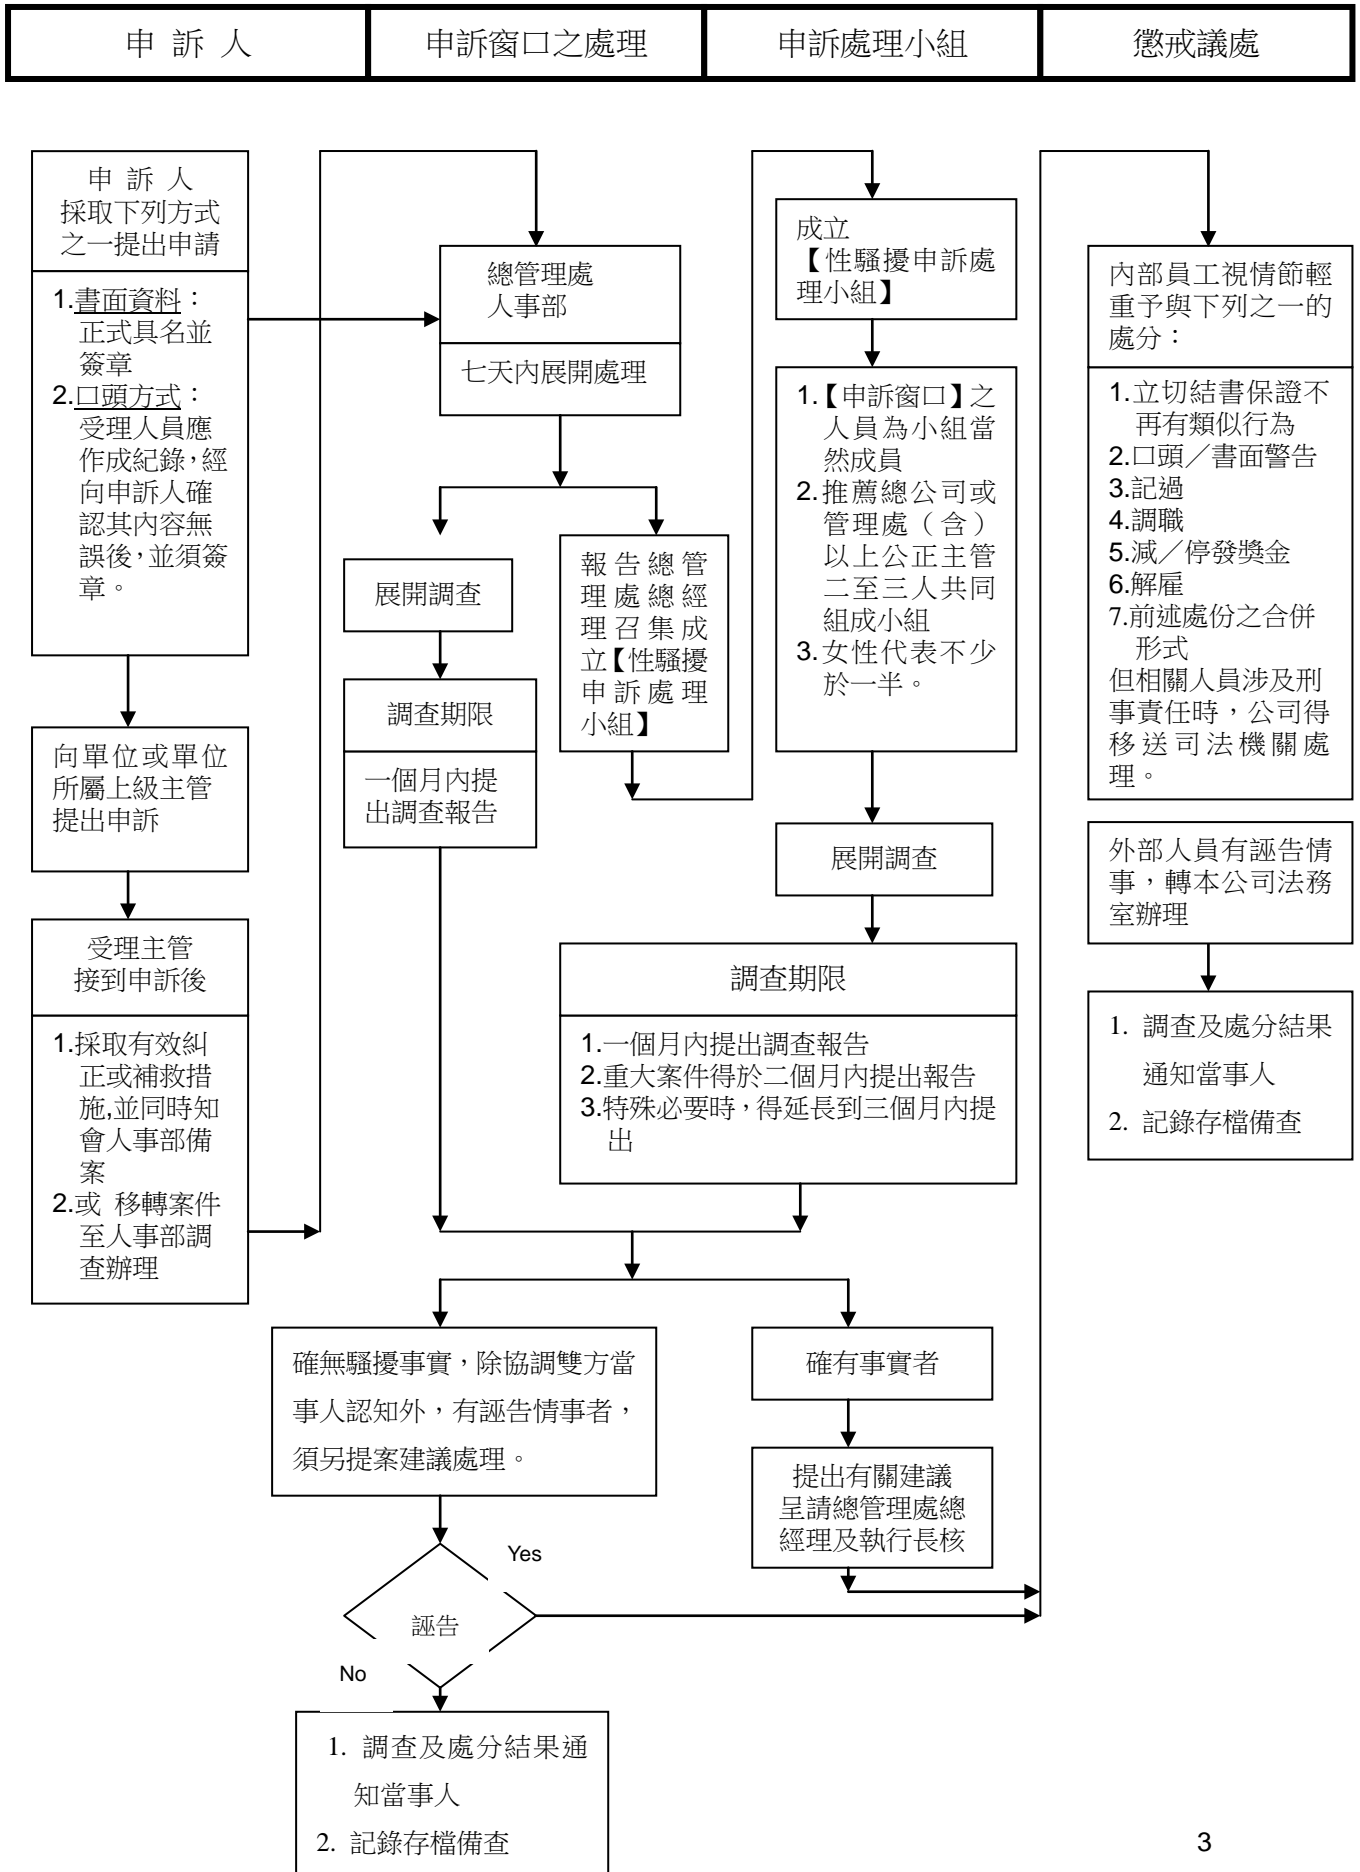 申 訴 人
申訴窗口之處理
申訴處理小組
懲戒議處
申 訴 人
採取下列方式
之一提出申請
1.書面資料：
正式具名並
簽章
2.口頭方式：
受理人員應
作成紀錄，經
向申訴人確
認其內容無
誤後，並須簽
章。
向單位或單位
所屬上級主管
提出申訴
受理主管
接到申訴後
1.採取有效糾
正或補救措
施,並同時知
會人事部備
案
2.或 移轉案件
至人事部調
查辦理
總管理處
人事部
七天內展開處理
展開調查
調查期限
一個月內提
出調查報告
報告總管
理處總經
理召集成
立【性騷擾
申訴處理
小組】
成立
【性騷擾申訴處
理小組】
1.【申訴窗口】之
人員為小組當
然成員
2.推薦總公司或
管理處（含）
以上公正主管
二至三人共同
組成小組
3.女性代表不少
於一半。
展開調查
調查期限
1.一個月內提出調查報告
2.重大案件得於二個月內提出報告
3.特殊必要時，得延長到三個月內提
出
確無騷擾事實，除協調雙方當
事人認知外，有誣告情事者，
須另提案建議處理。
確有事實者
提出有關建議
呈請總管理處總
經理及執行長核
Yes
誣告
No
1. 調查及處分結果通
知當事人
2. 記錄存檔備查
內部員工視情節輕
重予與下列之一的
處分：
1.立切結書保證不
再有類似行為
2.口頭／書面警告
3.記過
4.調職
5.減／停發獎金
6.解雇
7.前述處份之合併
形式
但相關人員涉及刑
事責任時，公司得
移送司法機關處
理。
外部人員有誣告情
事，轉本公司法務
室辦理
1. 調查及處分結果
通知當事人
2. 記錄存檔備查
3